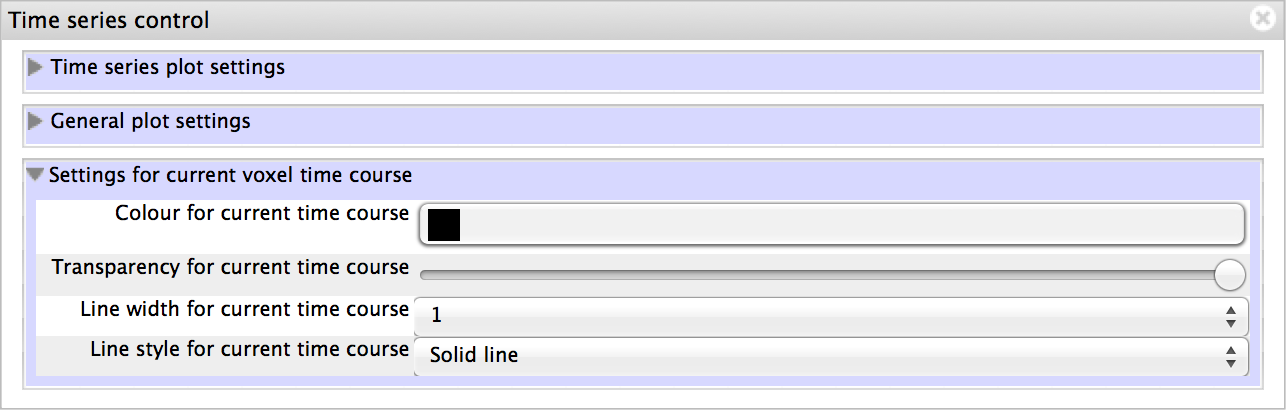 Time series control
Time series plot settings
General plot settings
Settings for current voxel time course
Colour for current time course
Transparency for current time course
Line width for current time course 1
Line style for current time course Solid line